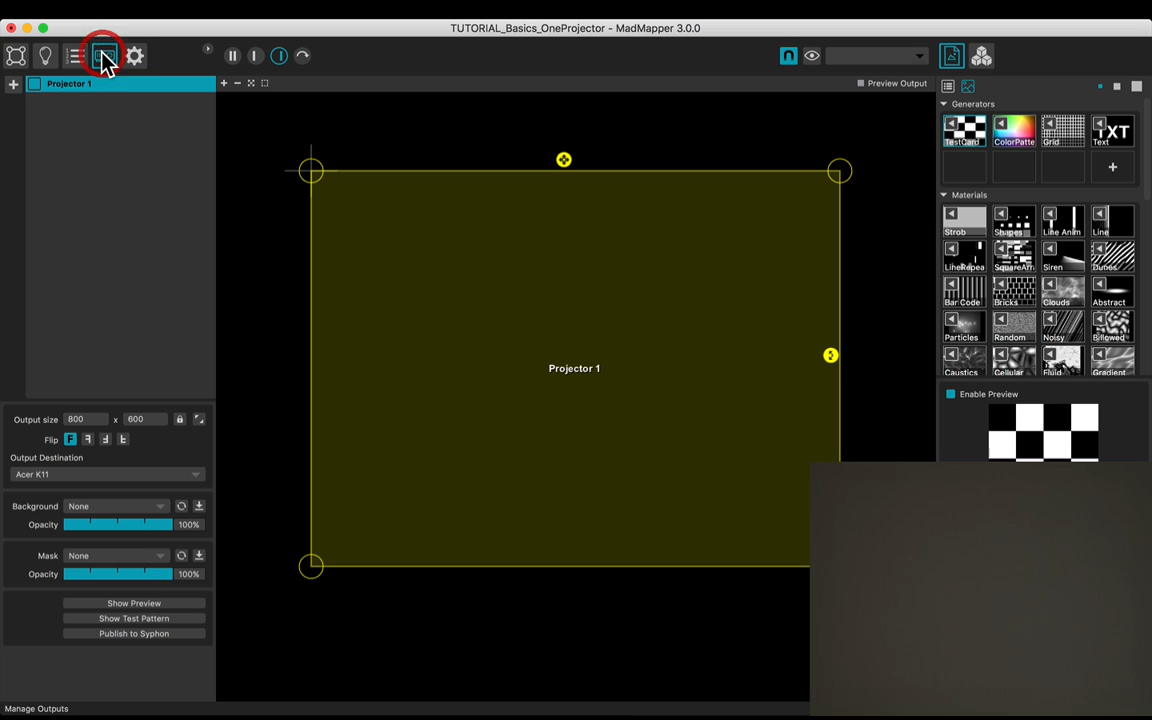 TUTORIAL_Basics_OneProjector - MadMapper 3.0.0
Projector 1
Preview Output
Generators
TestCard ColorPatte Grid Text
TXT
Materials
Strob Shapes Line Anim Line
LineRepea SquareArr Siren Dunes
Bar Code Bricks Clouds Abstract
Particles Random Noisy Billowed
Caustics Cellular Fluid Gradient
Projector 1
Enable Preview
Output size 800 x 600
Flip F F F F
Output Destination
Acer K11
Background None
Opacity 100%
Mask None
Opacity 100%
Show Preview
Show Test Pattern
Publish to Syphon
Manage Outputs